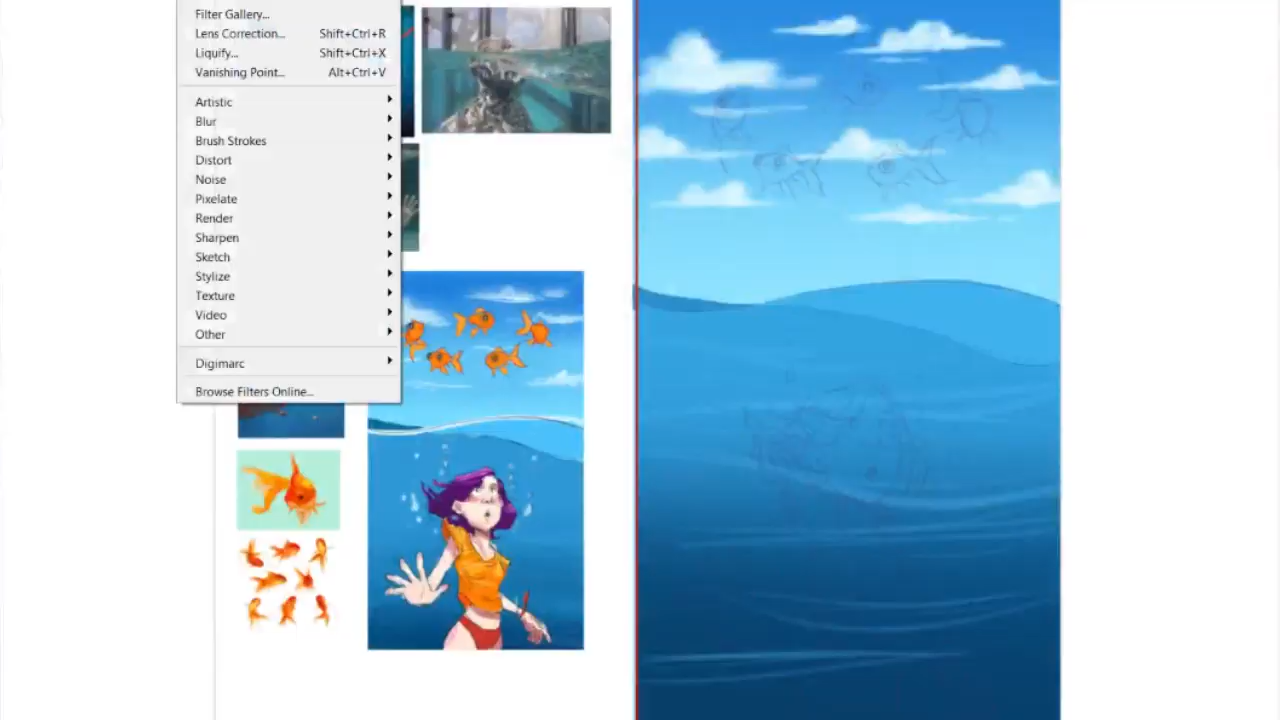 Filter Gallery...
Lens Correction... Shift+Ctrl+R
Liquify... Shift+Ctrl+X
Vanishing Point... Alt+Ctrl+V
Artistic
Blur
Brush Strokes
Distort
Noise
Pixelate
Render
Sharpen
Sketch
Stylize
Texture
Video
Other
Digimarc
Browse Filters Online...